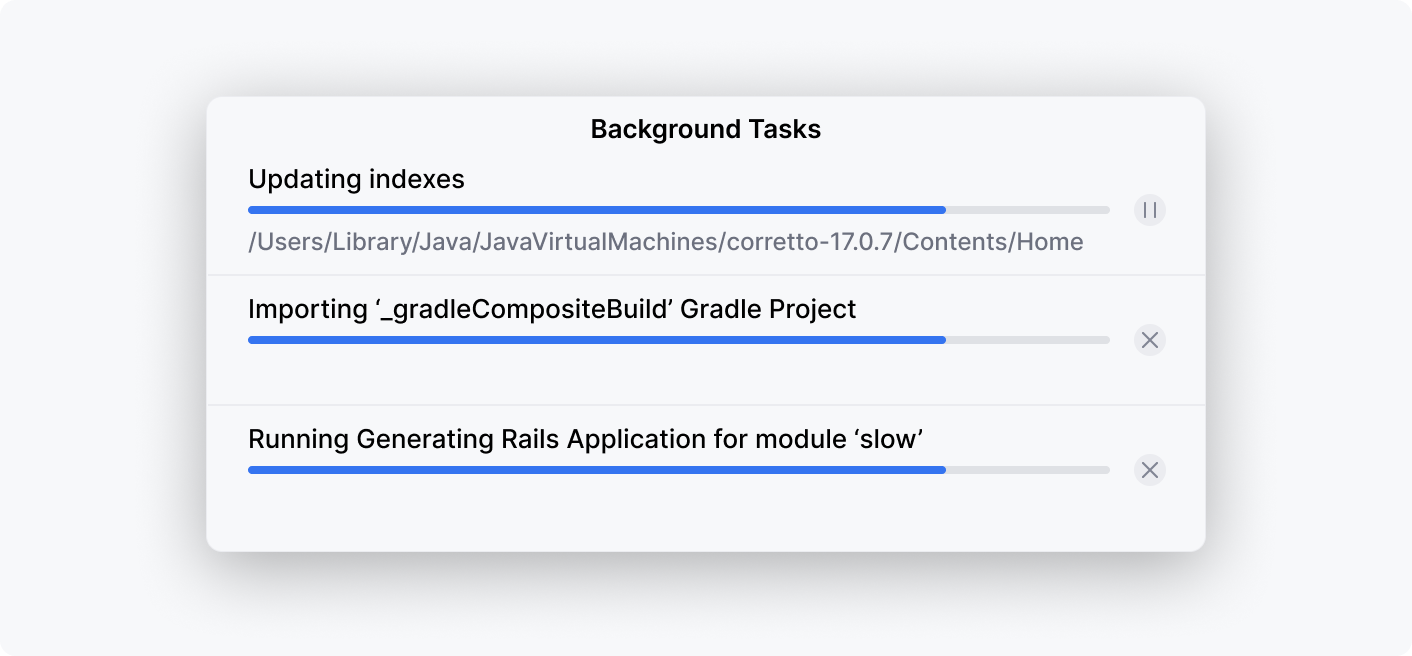 Background Tasks
Updating indexes
/Users/Library/Java/JavaVirtualMachines/corretto-17.0.7/Contents/Home
Importing ‘_gradleCompositeBuild’ Gradle Project
Running Generating Rails Application for module ‘slow’